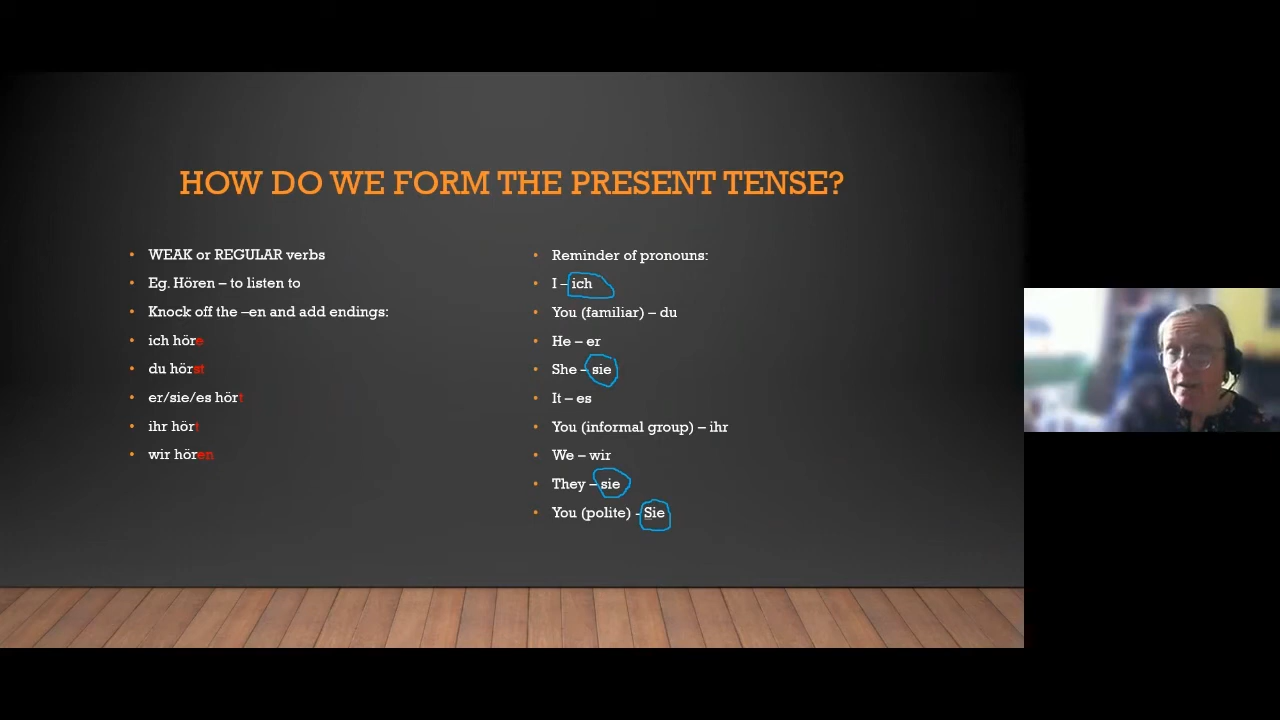 HOW DO WE FORM THE PRESENT TENSE?
• WEAK or REGULAR verbs
• Eg. Hören – to listen to
• Knock off the –en and add endings:
• ich höre
• du hörst
• er/sie/es hört
• ihr hört
• wir hören
• Reminder of pronouns:
• I – ich
• You (familiar) – du
• He – er
• She – sie
• It – es
• You (informal group) – ihr
• We – wir
• They – sie
• You (polite) - Sie